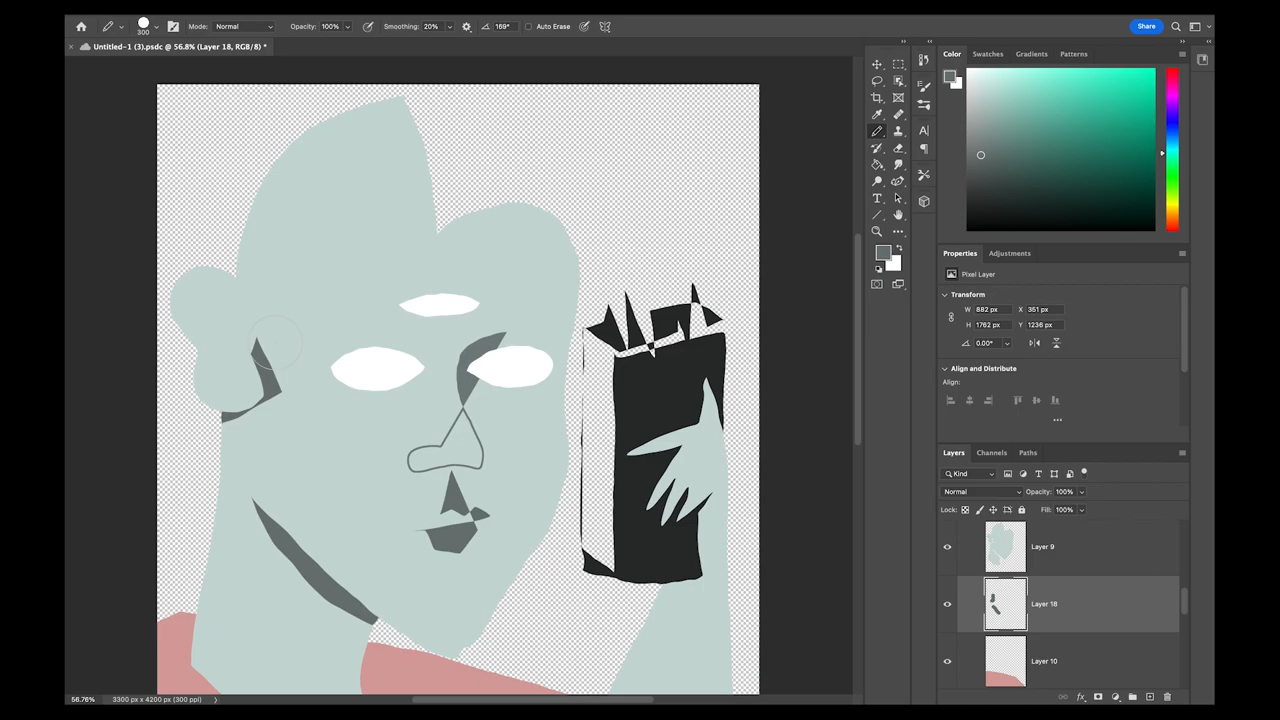 300
Mode: Normal
Opacity: 100%
Smoothing: 20%
169°
Auto Erase
Share
× Untitled-1 (3).psdc @ 56.8% (Layer 18, RGB/8) *
Color Swatches Gradients Patterns
Properties Adjustments
Pixel Layer
Transform
W 882 px X 351 px
H 1762 px Y 1236 px
0.00°
Align and Distribute
Align:
Layers Channels Paths
Kind
Normal Opacity: 100%
Lock: Fill: 100%
Layer 9
Layer 18
Layer 10
56.76% 3300 px x 4200 px (300 ppi)